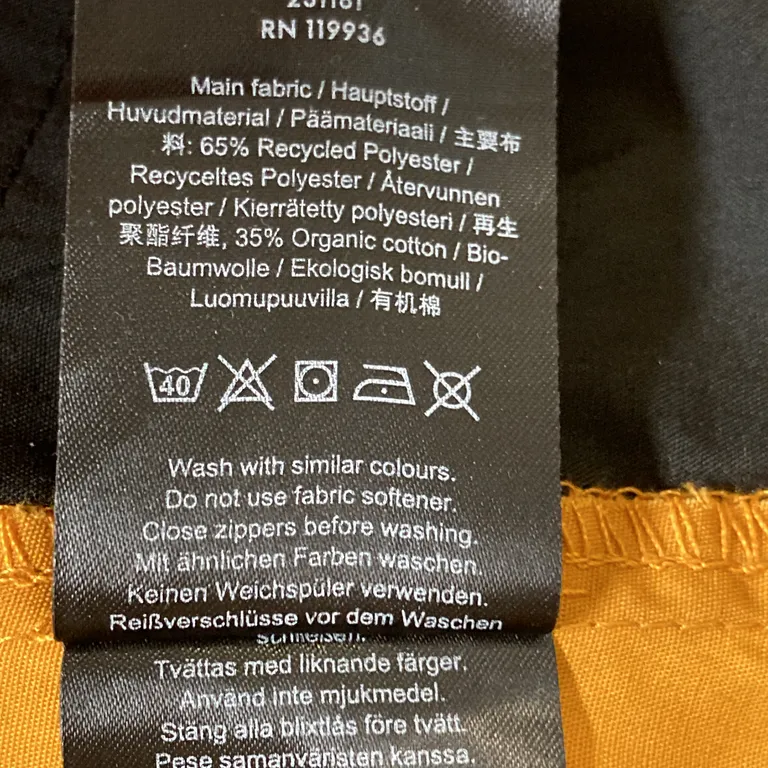 RN 119936
Main fabric / Hauptstoff /
Huvudmaterial / Päämateriaali / 主要布
料: 65% Recycled Polyester /
Recyceltes Polyester / Återvunnen
polyester / Kierrätetty polyesteri / 再生
聚酯纤维, 35% Organic cotton / Bio-
Baumwolle / Ekologisk bomull /
Luomupuuvilla / 有机棉
40
Wash with similar colours.
Do not use fabric softener.
Close zippers before washing.
Mit ähnlichen Farben waschen.
Keinen Weichspüler verwenden.
Reißverschlüsse vor dem Waschen
schließen.
Tvättas med liknande färger.
Använd inte mjukmedel.
Stäng alla blixtlås före tvätt.
Pese samanväristen kanssa.